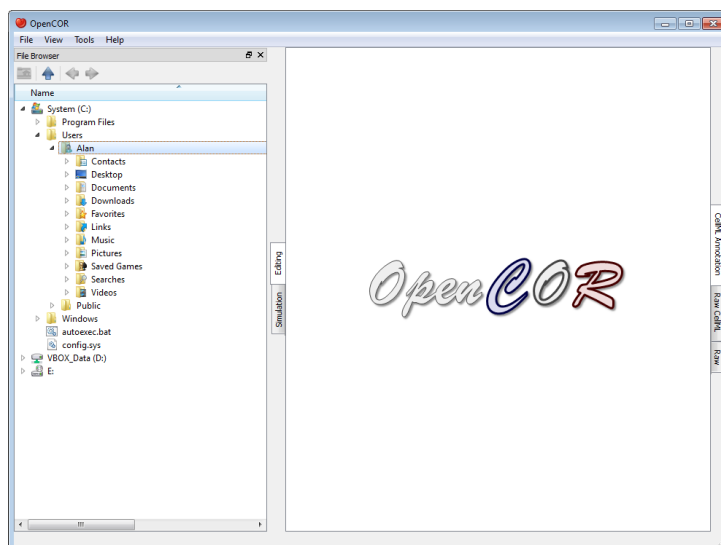 OpenCOR
File View Tools Help
File Browser
Name
System (C:)
Program Files
Users
Alan
Contacts
Desktop
Documents
Downloads
Favorites
Links
Music
Pictures
Saved Games
Searches
Videos
Public
Windows
autoexec.bat
config.sys
VBOX_Data (D:)
E:
Editing
Simulation
OpenCOR
CellML Annotation
Raw CellML
Raw